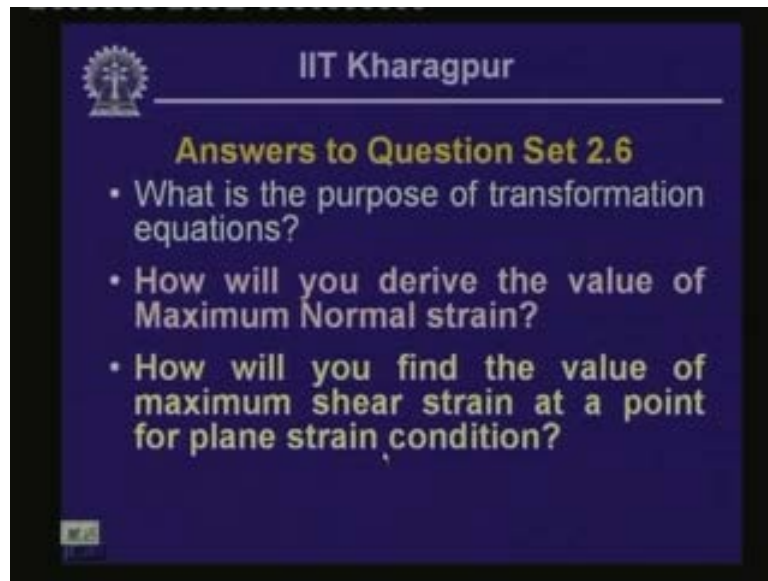 IIT Kharagpur
Answers to Question Set 2.6
• What is the purpose of transformation
equations?
• How will you derive the value of
Maximum Normal strain?
• How will you find the value of
maximum shear strain at a point
for plane strain condition?